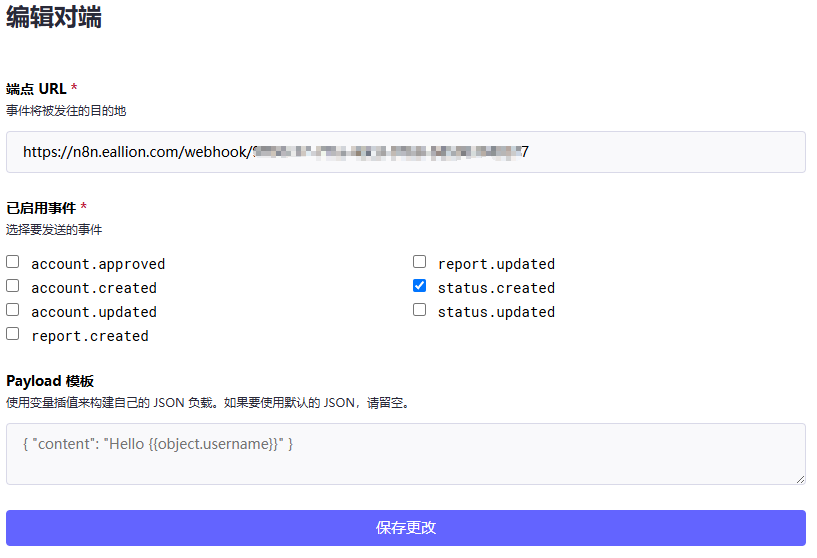 编辑对端
端点 URL *
事件将被发往的目的地
https://n8n.eallion.com/webhook/
已启用事件 *
选择要发送的事件
account.approved
account.created
account.updated
report.created
report.updated
status.created
status.updated
Payload 模板
使用变量插值来构建自己的 JSON 负载。如果要使用默认的 JSON，请留空。
{ "content": "Hello {{object.username}}" }
保存更改